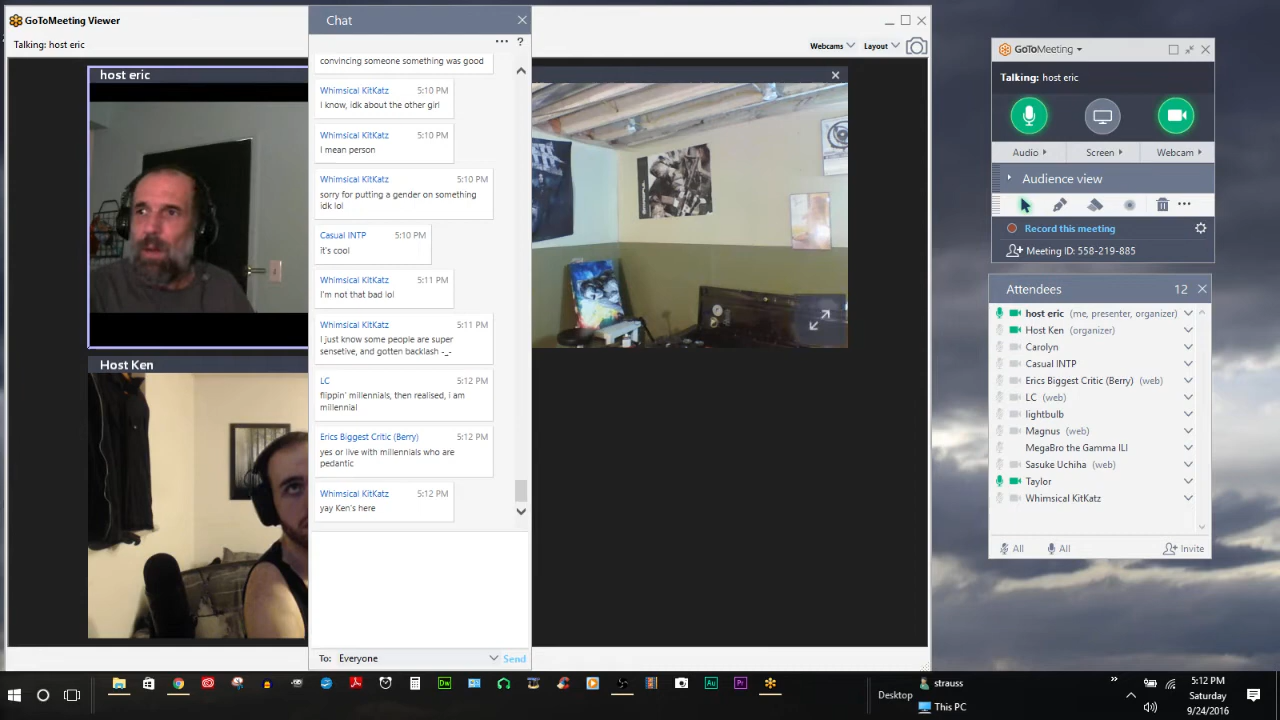 GoToMeeting Viewer
Talking: host eric
Webcams
Layout
host eric
Host Ken
Chat
... ?
convincing someone something was good
Whimsical KitKatz 5:10 PM
I know, idk about the other girl
Whimsical KitKatz 5:10 PM
I mean person
Whimsical KitKatz 5:10 PM
sorry for putting a gender on something
idk lol
Casual INTP 5:10 PM
it's cool
Whimsical KitKatz 5:11 PM
I'm not that bad lol
Whimsical KitKatz 5:11 PM
I just know some people are super
sensetive, and gotten backlash -_-
LC 5:12 PM
flippin' millennials, then realised, i am
millennial
Erics Biggest Critic (Berry) 5:12 PM
yes or live with millennials who are
pedantic
Whimsical KitKatz 5:12 PM
yay Ken's here
To: Everyone Send
GoToMeeting
Talking: host eric
Audio Screen Webcam
Audience view
Record this meeting
Meeting ID: 558-219-885
Attendees 12
host eric (me, presenter, organizer)
Host Ken (organizer)
Carolyn
Casual INTP
Erics Biggest Critic (Berry) (web)
LC (web)
lightbulb
Magnus (web)
MegaBro the Gamma ILI
Sasuke Uchiha (web)
Taylor
Whimsical KitKatz
All All Invite
Dw
Au
Pr
Desktop
strauss
This PC
5:12 PM
Saturday
9/24/2016